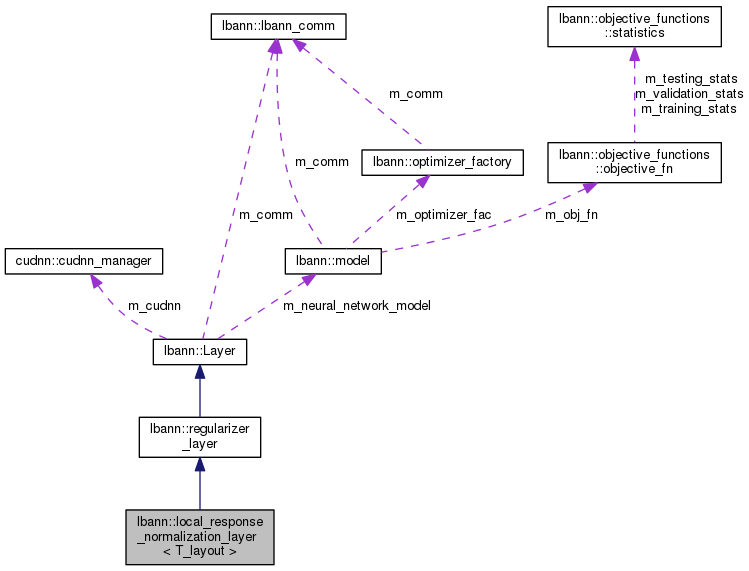 lbann::lbann_comm
lbann::objective_functions
::statistics
m_testing_stats
m_validation_stats
m_training_stats
m_comm
lbann::optimizer_factory
lbann::objective_functions
::objective_fn
m_comm
m_comm
m_optimizer_fac
m_obj_fn
cudnn::cudnn_manager
lbann::model
m_cudnn
m_neural_network_model
lbann::Layer
lbann::regularizer
_layer
lbann::local_response
_normalization_layer
< T_layout >